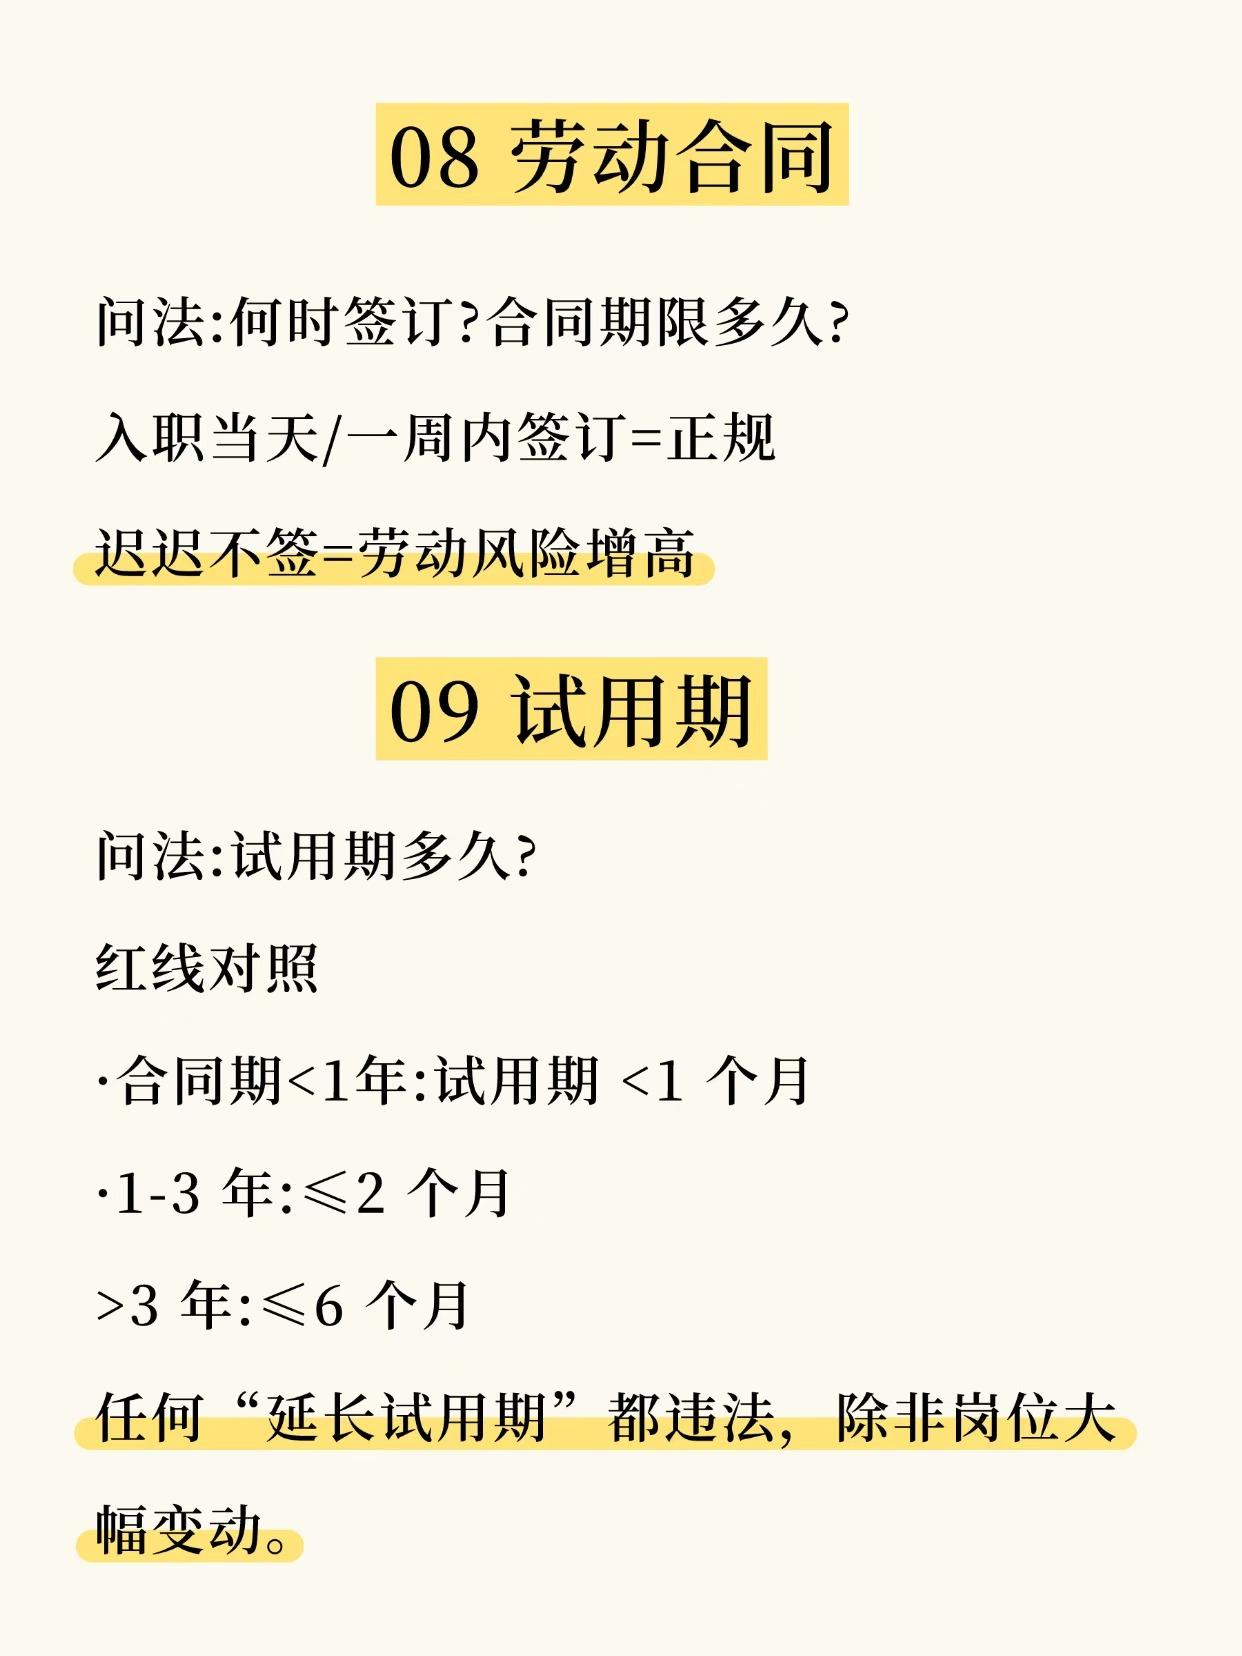 08 劳动合同
问法:何时签订?合同期限多久?
入职当天/一周内签订=正规
迟迟不签=劳动风险增高
09 试用期
问法:试用期多久?
红线对照
·合同期<1年:试用期 <1 个月
·1-3 年:≤2 个月
>3 年:≤6 个月
任何“延长试用期”都违法，除非岗位大
幅变动。